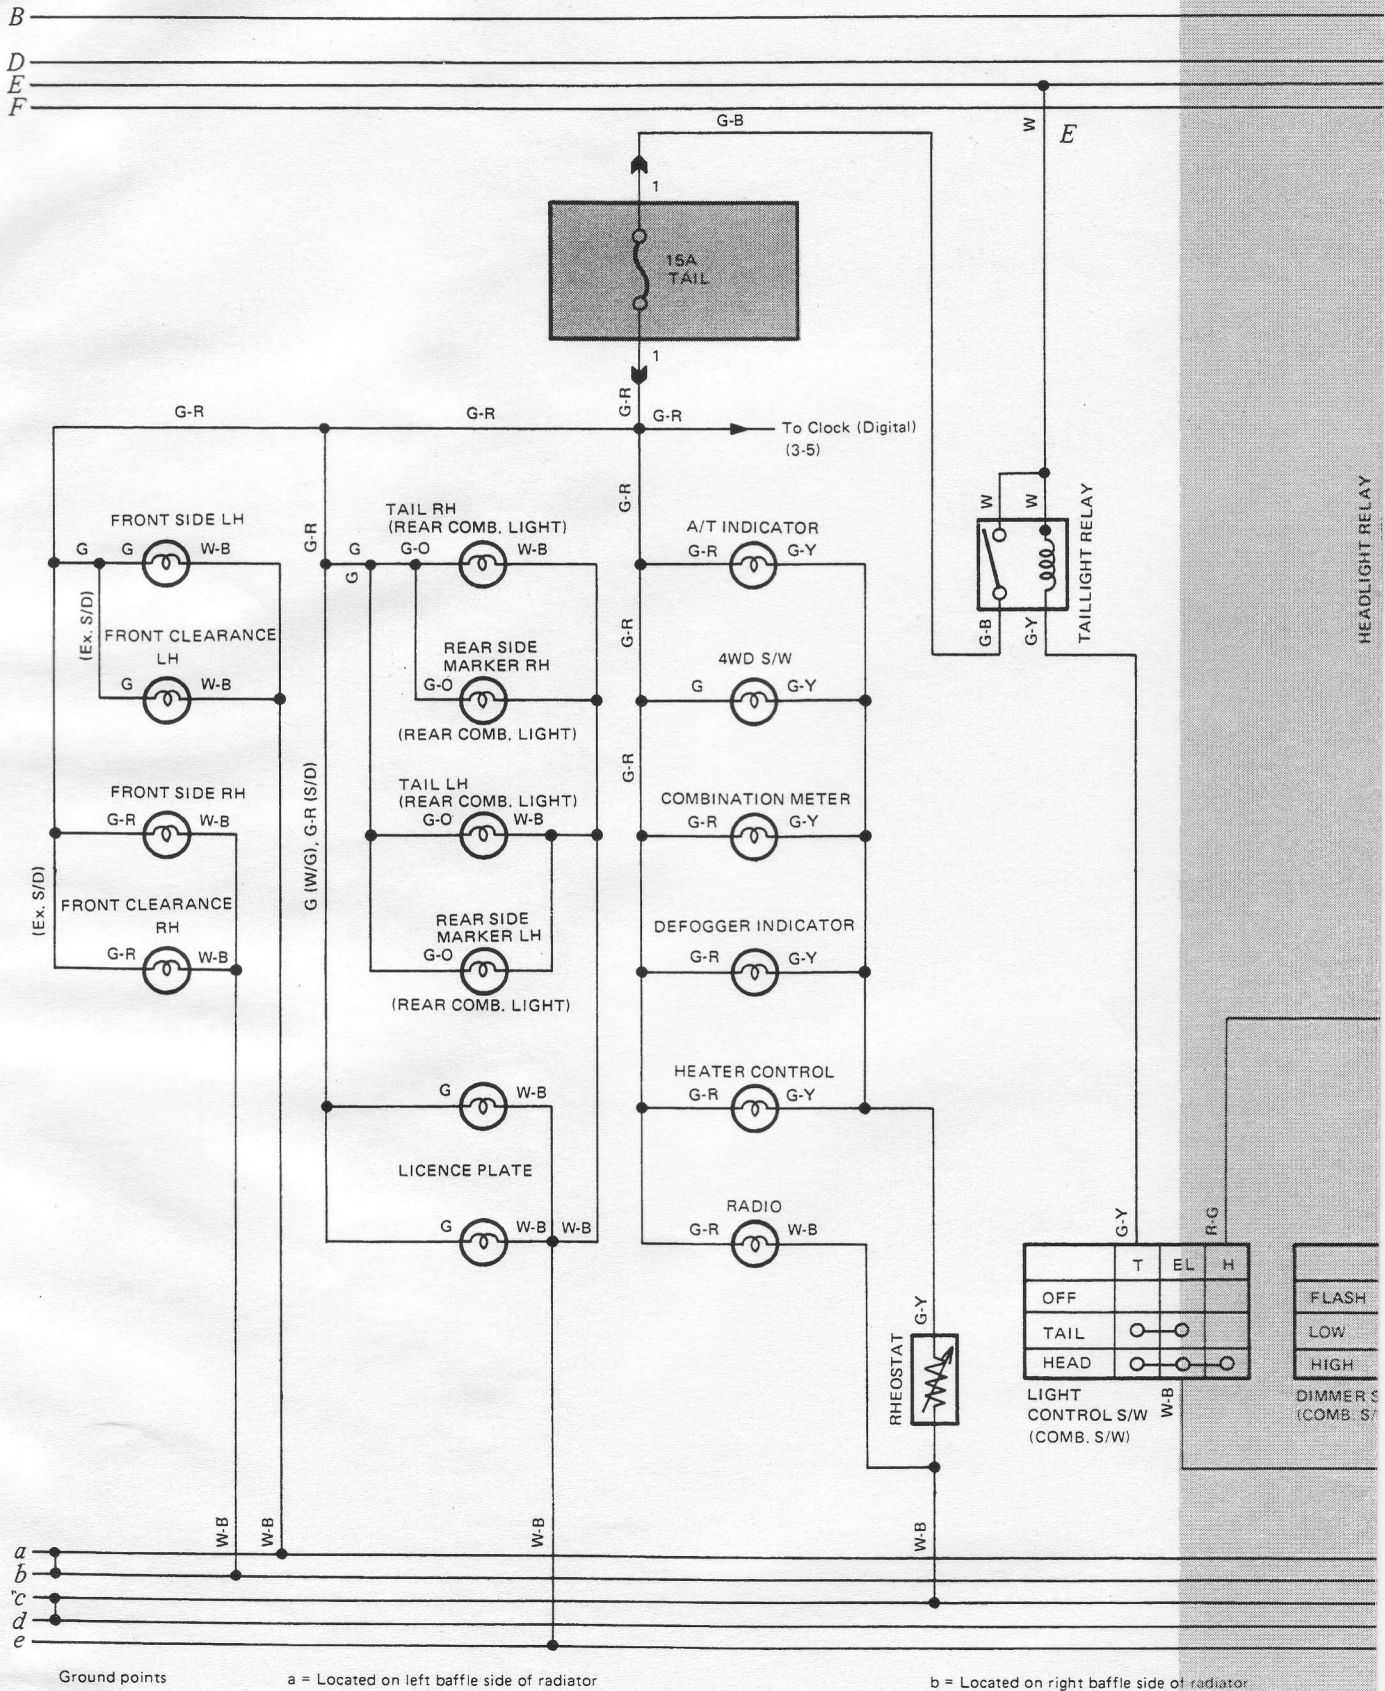 B
D
E
F
G-B
W
E
1
15A
TAIL
1
G-R
G-R
G-R
G-R
To Clock (Digital)
(3-5)
G-R
G-R
W
W
TAILLIGHT RELAY
HEADLIGHT RELAY
FRONT SIDE LH
G
G
W-B
(Ex. S/D)
FRONT CLEARANCE
LH
G
W-B
TAIL RH
(REAR COMB. LIGHT)
G
G-O
W-B
G
REAR SIDE
MARKER RH
G-O
(REAR COMB. LIGHT)
A/T INDICATOR
G-R
G-Y
G-R
4WD S/W
G
G-Y
G-B
G-Y
G-R
FRONT SIDE RH
G-R
W-B
(Ex. S/D)
FRONT CLEARANCE
RH
G-R
W-B
G (W/G), G-R (S/D)
TAIL LH
(REAR COMB. LIGHT)
G-O
W-B
REAR SIDE
MARKER LH
G-O
(REAR COMB. LIGHT)
COMBINATION METER
G-R
G-Y
DEFOGGER INDICATOR
G-R
G-Y
G
W-B
LICENCE PLATE
G
W-B
W-B
HEATER CONTROL
G-R
G-Y
RADIO
G-R
W-B
G-Y
R-G
T EL H
OFF
TAIL
HEAD
LIGHT
CONTROL S/W
(COMB. S/W)
W-B
FLASH
LOW
HIGH
DIMMER
(COMB.
G-Y
RHEOSTAT
W-B
W-B
W-B
W-B
a
b
c
d
e
Ground points
a = Located on left baffle side of radiator
b = Located on right baffle side of radiator